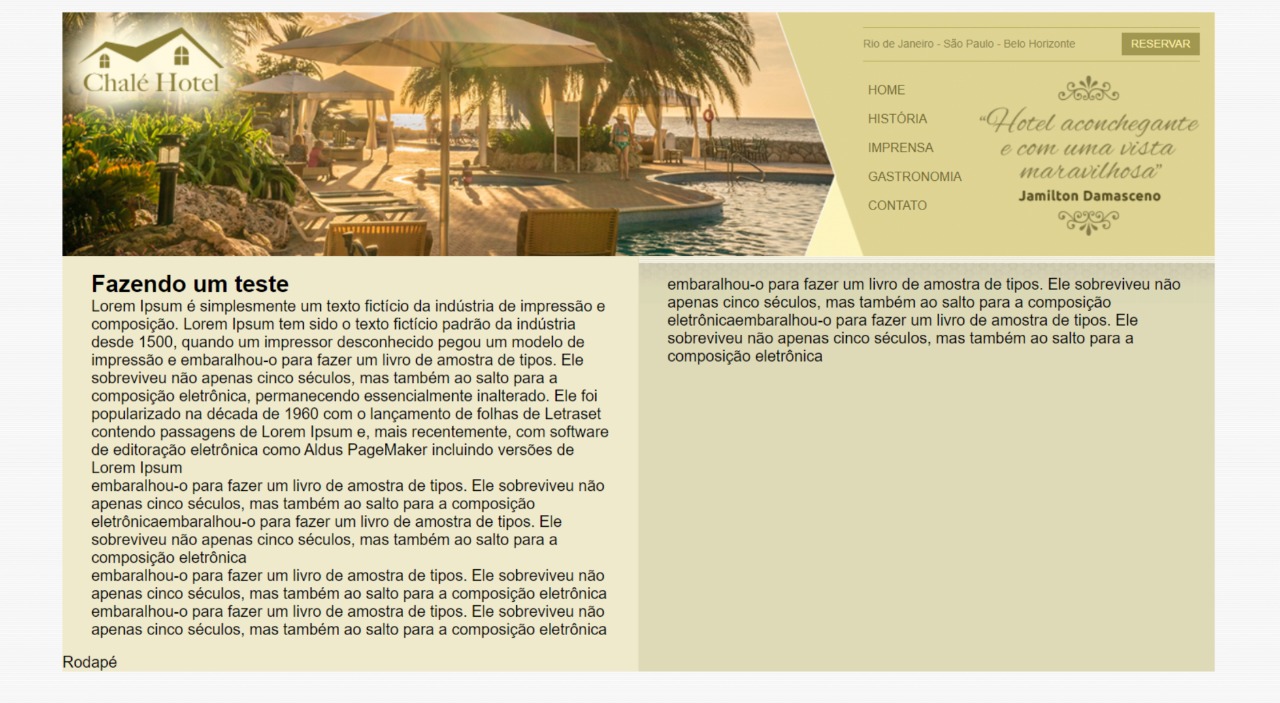 Chalé Hotel
Rio de Janeiro - São Paulo - Belo Horizonte
RESERVAR
HOME
HISTÓRIA
IMPRENSA
GASTRONOMIA
CONTATO
“Hotel aconchegante
e com uma vista
maravilhosa”
Jamilton Damasceno
Fazendo um teste
Lorem Ipsum é simplesmente um texto fictício da indústria de impressão e
composição. Lorem Ipsum tem sido o texto fictício padrão da indústria
desde 1500, quando um impressor desconhecido pegou um modelo de
impressão e embaralhou-o para fazer um livro de amostra de tipos. Ele
sobreviveu não apenas cinco séculos, mas também ao salto para a
composição eletrônica, permanecendo essencialmente inalterado. Ele foi
popularizado na década de 1960 com o lançamento de folhas de Letraset
contendo passagens de Lorem Ipsum e, mais recentemente, com software
de editoração eletrônica como Aldus PageMaker incluindo versões de
Lorem Ipsum
embaralhou-o para fazer um livro de amostra de tipos. Ele sobreviveu não
apenas cinco séculos, mas também ao salto para a composição
eletrônicaembaralhou-o para fazer um livro de amostra de tipos. Ele
sobreviveu não apenas cinco séculos, mas também ao salto para a
composição eletrônica
embaralhou-o para fazer um livro de amostra de tipos. Ele sobreviveu não
apenas cinco séculos, mas também ao salto para a composição eletrônica
embaralhou-o para fazer um livro de amostra de tipos. Ele sobreviveu não
apenas cinco séculos, mas também ao salto para a composição eletrônica
embaralhou-o para fazer um livro de amostra de tipos. Ele sobreviveu não
apenas cinco séculos, mas também ao salto para a composição
eletrônicaembaralhou-o para fazer um livro de amostra de tipos. Ele
sobreviveu não apenas cinco séculos, mas também ao salto para a
composição eletrônica
Rodapé